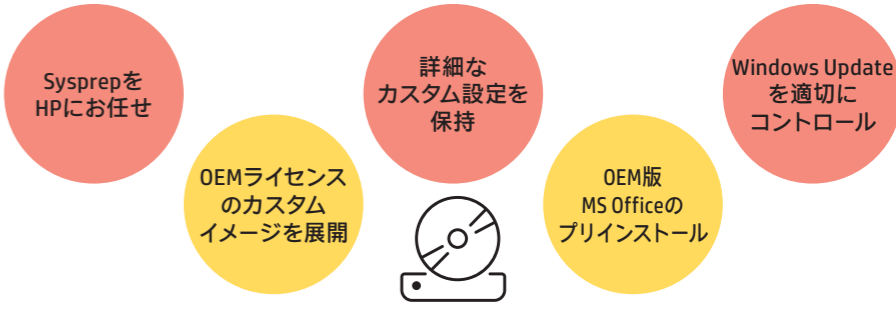 Sysprepを
HPにお任せ
OEMライセンス
のカスタム
イメージを展開
詳細な
カスタム設定を
保持
OEM版
MS Officeの
プリインストール
Windows Update
を適切に
コントロール